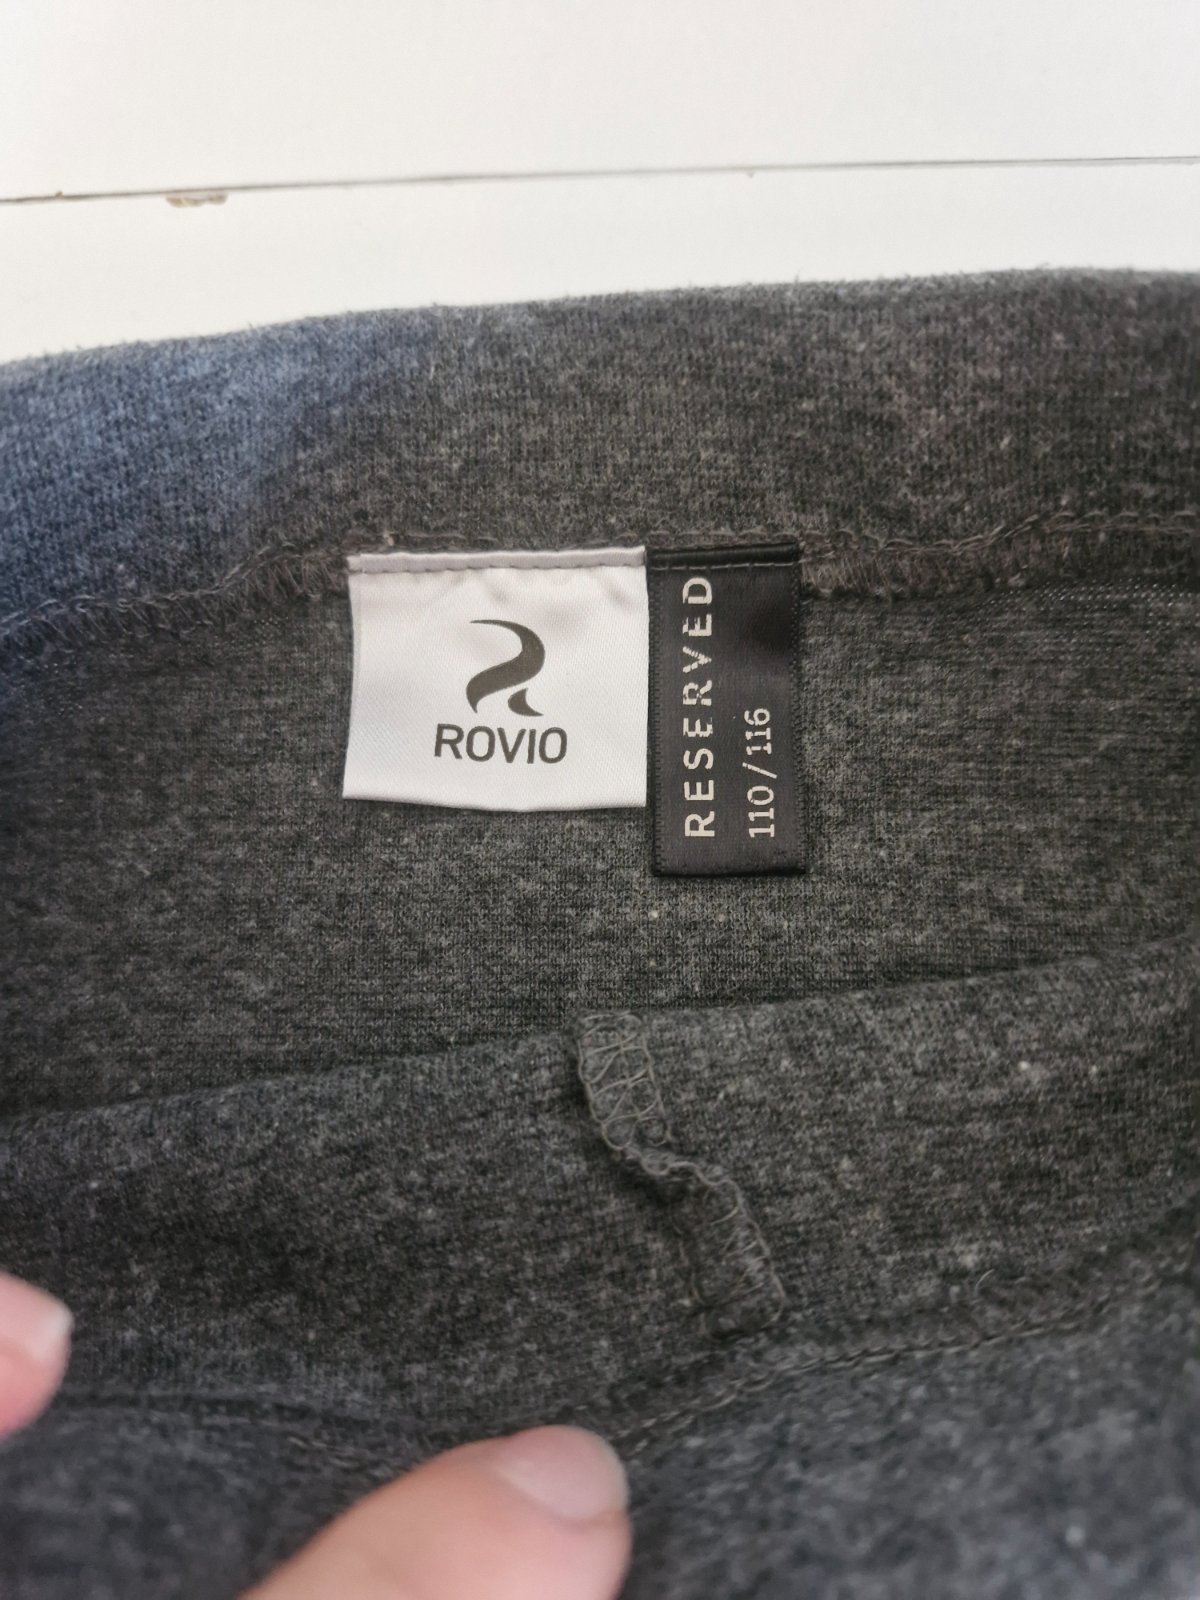 ROVIO
RESERVED
110/116